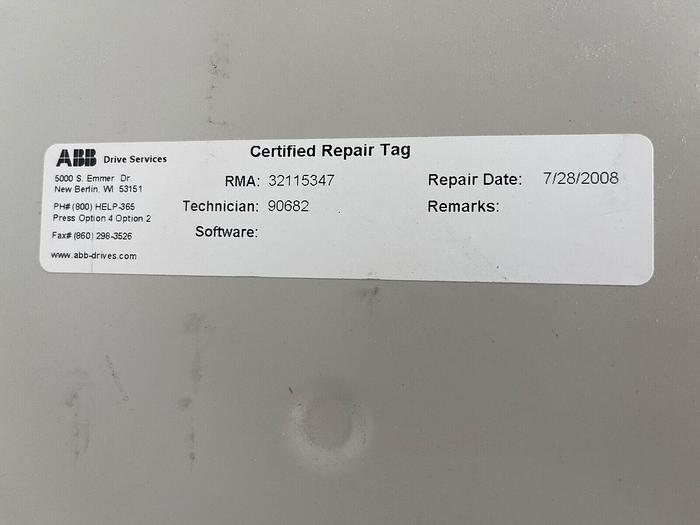 ABB Drive Services
5000 S. Emmer Dr.
New Berlin, WI 53151
PH# (800) HELP-365
Press Option 4 Option 2
Fax# (860) 298-3526
www.abb-drives.com
Certified Repair Tag
RMA: 32115347
Technician: 90682
Software:
Repair Date: 7/28/2008
Remarks: